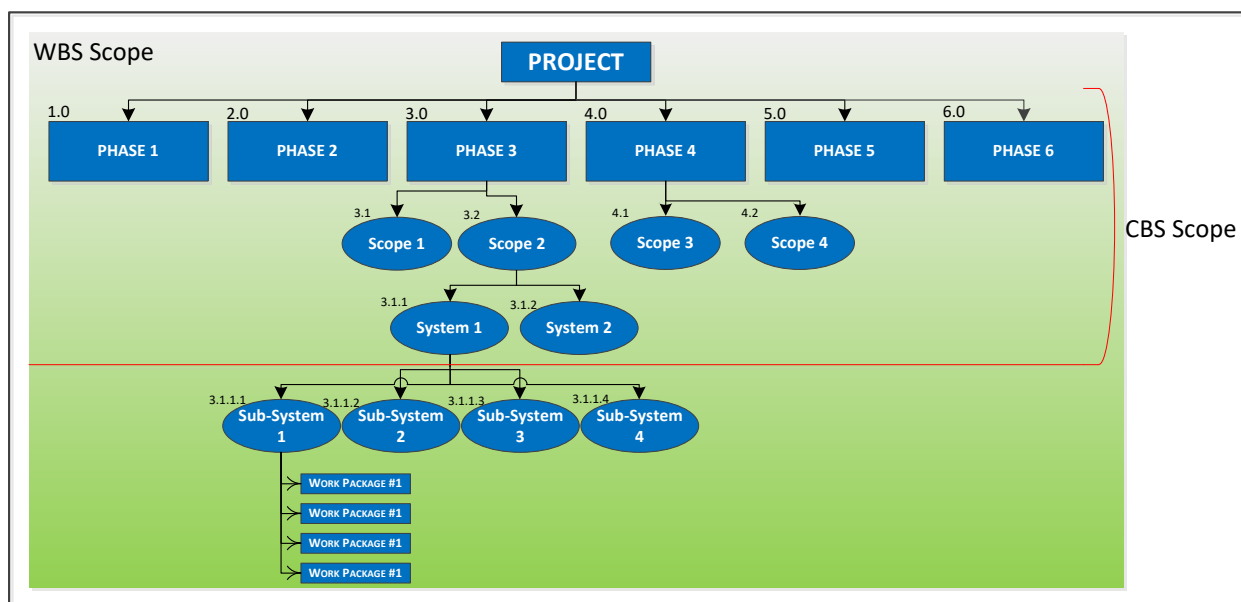 WBS Scope
PROJECT
1.0
2.0
3.0
4.0
5.0
6.0
PHASE 1
PHASE 2
PHASE 3
PHASE 4
PHASE 5
PHASE 6
3.1
3.2
4.1
4.2
Scope 1
Scope 2
Scope 3
Scope 4
CBS Scope
3.1.1
3.1.2
System 1
System 2
3.1.1.1
3.1.1.2
3.1.1.3
3.1.1.4
Sub-System
1
Sub-System
2
Sub-System
3
Sub-System
4
WORK PACKAGE #1
WORK PACKAGE #1
WORK PACKAGE #1
WORK PACKAGE #1